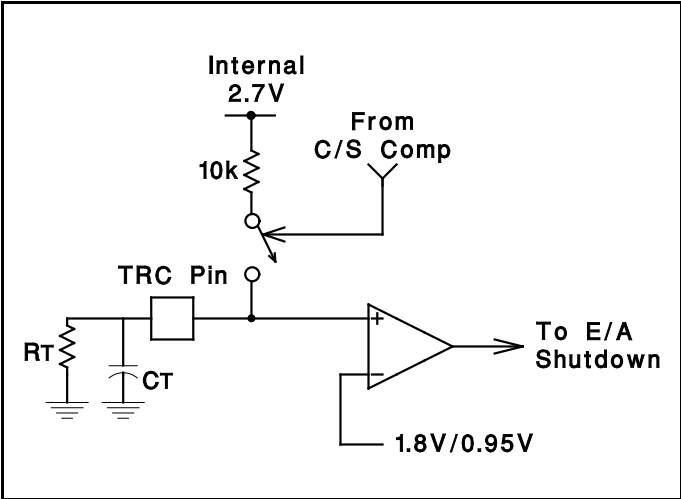 Internal
2.7V
From
C/S Comp
10k
TRC Pin
+
RT
CT
−
To E/A
Shutdown
1.8V/0.95V